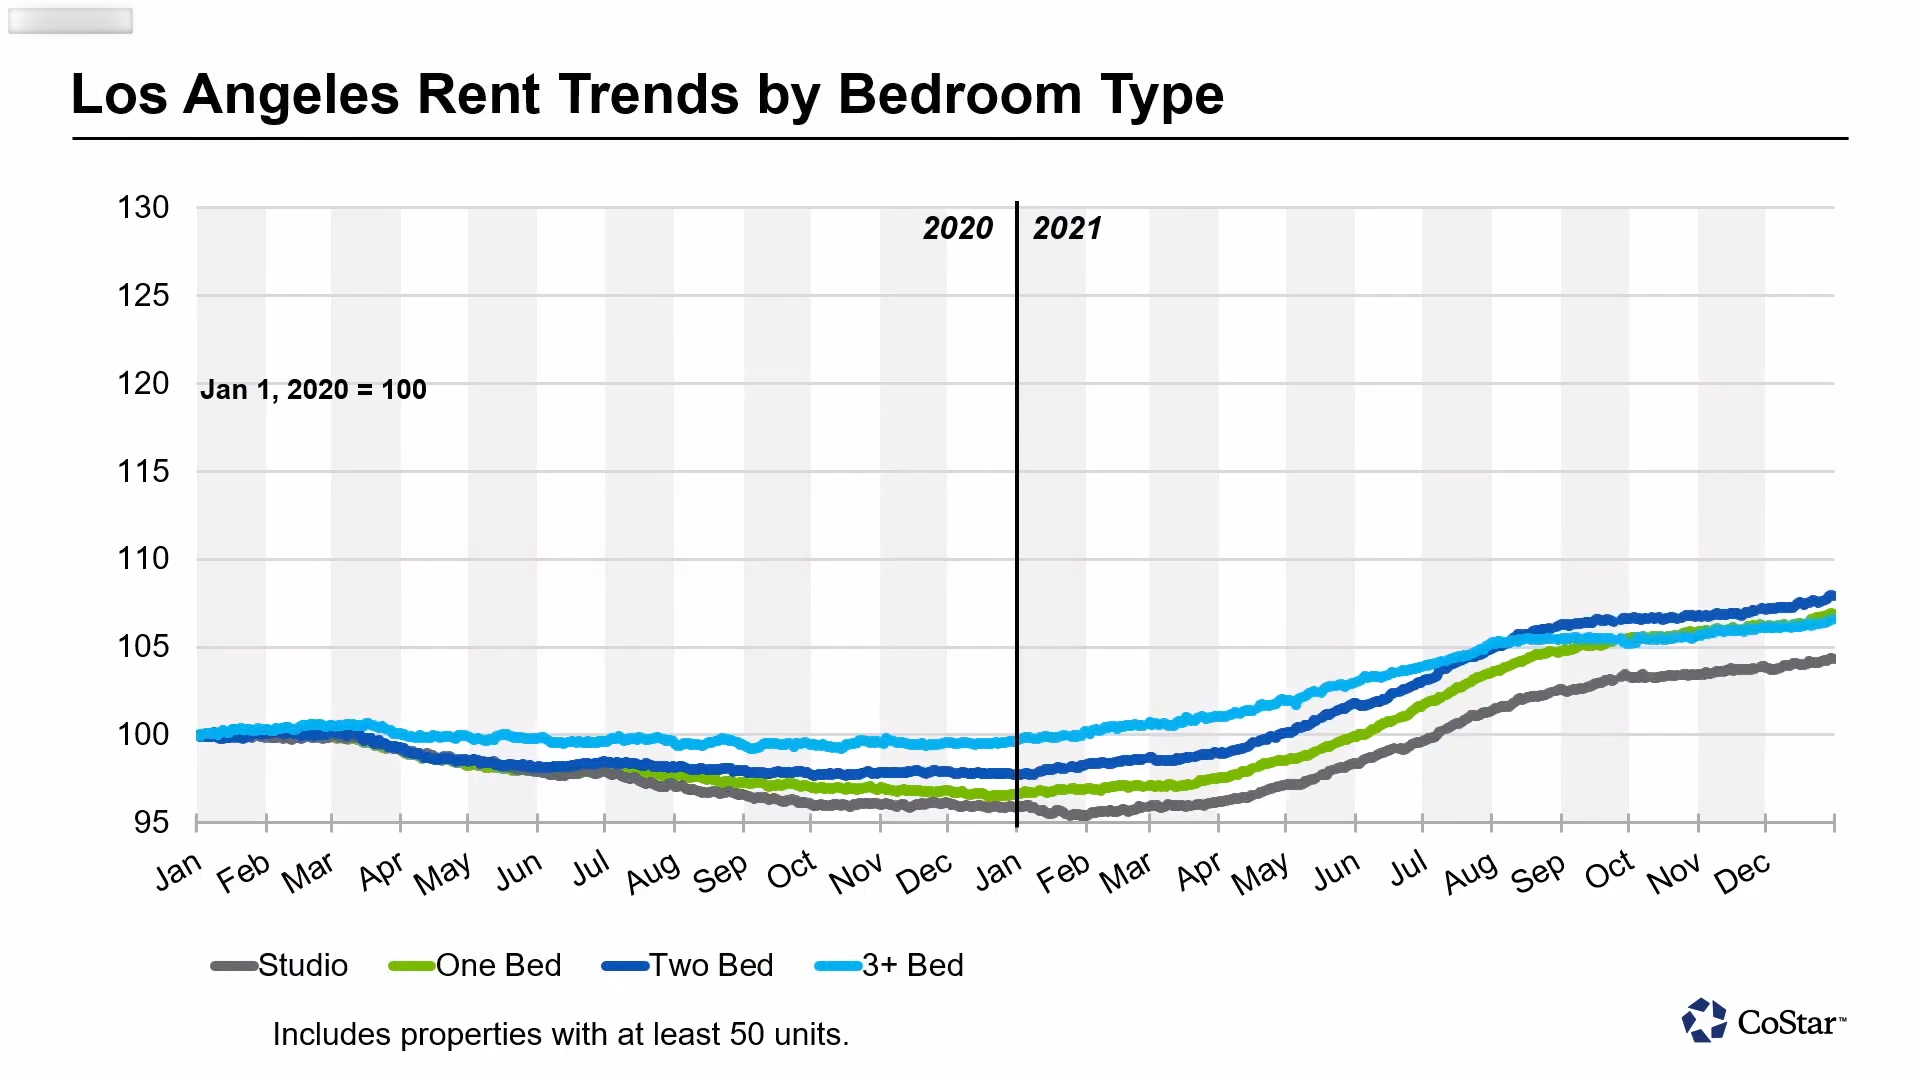 Los Angeles Rent Trends by Bedroom Type
130
2020 2021
125
120
Jan 1, 2020 = 100
115
110
105
100
95
Jan Feb Mar Apr May Jun Jul Aug Sep Oct Nov Dec Jan Feb Mar Apr May Jun Jul Aug Sep Oct Nov Dec
Studio One Bed Two Bed 3+ Bed
Includes properties with at least 50 units.
CoStar™